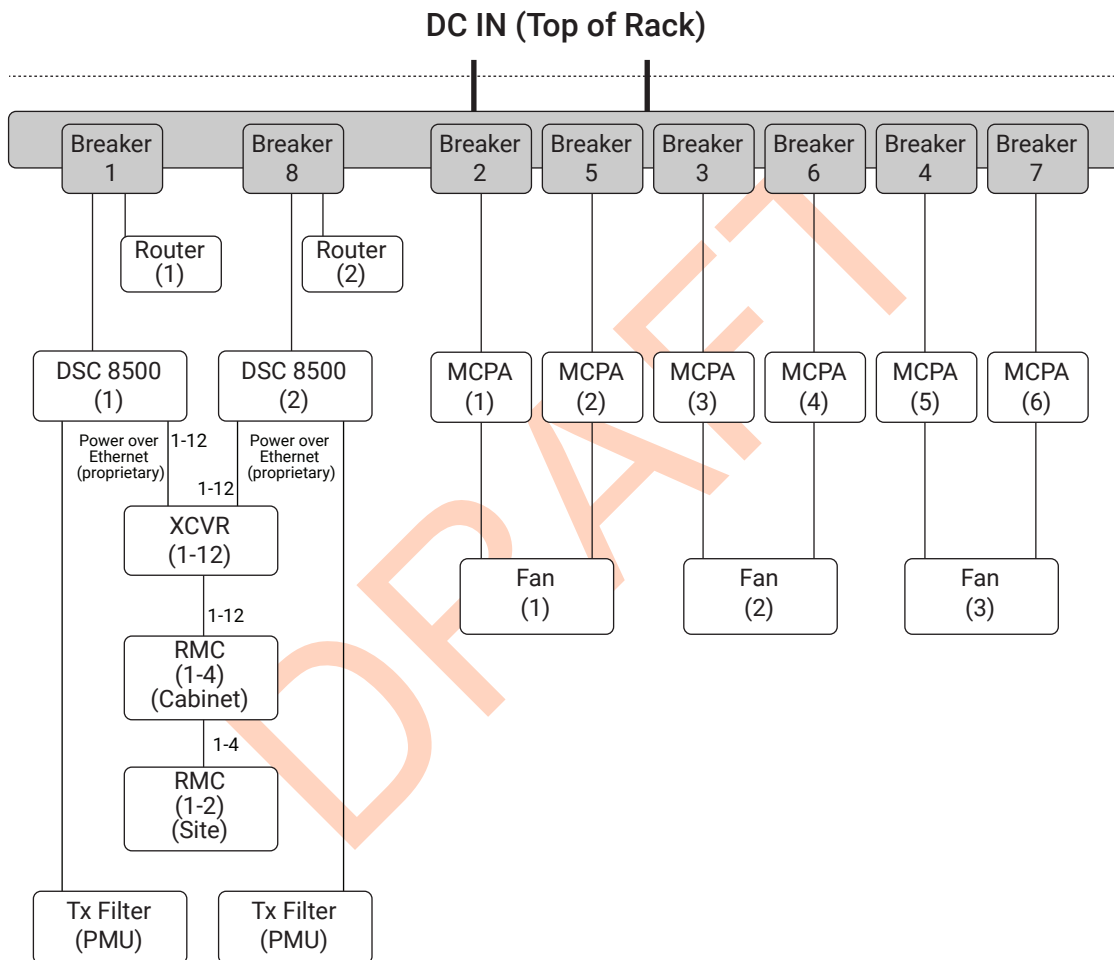 DC IN (Top of Rack)
Breaker
1
Breaker
8
Breaker
2
Breaker
5
Breaker
3
Breaker
6
Breaker
4
Breaker
7
Router
(1)
Router
(2)
DSC 8500
(1)
DSC 8500
(2)
MCPA
(1)
MCPA
(2)
MCPA
(3)
MCPA
(4)
MCPA
(5)
MCPA
(6)
Power over
Ethernet
(proprietary)
1-12
Power over
Ethernet
(proprietary)
1-12
XCVR
(1-12)
Fan
(1)
Fan
(2)
Fan
(3)
1-12
RMC
(1-4)
(Cabinet)
1-4
RMC
(1-2)
(Site)
Tx Filter
(PMU)
Tx Filter
(PMU)
DRAFT